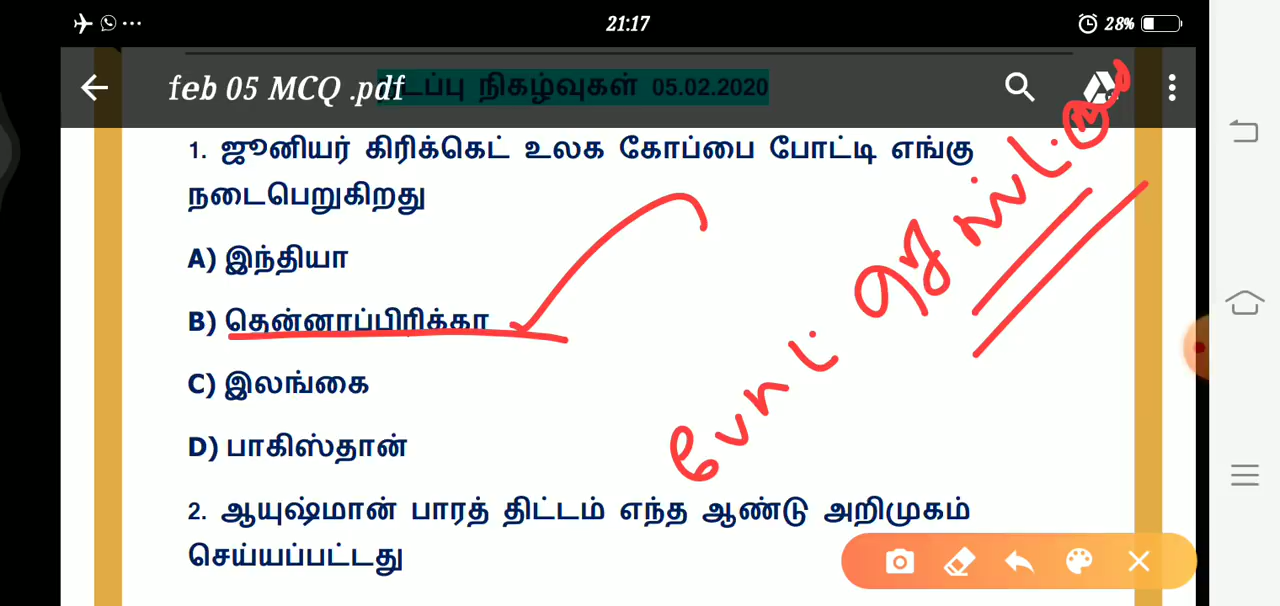 21:17
28%
feb 05 MCQ .pdf
டப்பு நிகழ்வுகள் 05.02.2020
1. ஜூனியர் கிரிக்கெட் உலக கோப்பை போட்டி எங்கு
நடைபெறுகிறது
A) இந்தியா
B) தென்னாப்பிரிக்கா
C) இலங்கை
D) பாகிஸ்தான்
2. ஆயுஷ்மான் பாரத் திட்டம் எந்த ஆண்டு அறிமுகம்
செய்யப்பட்டது